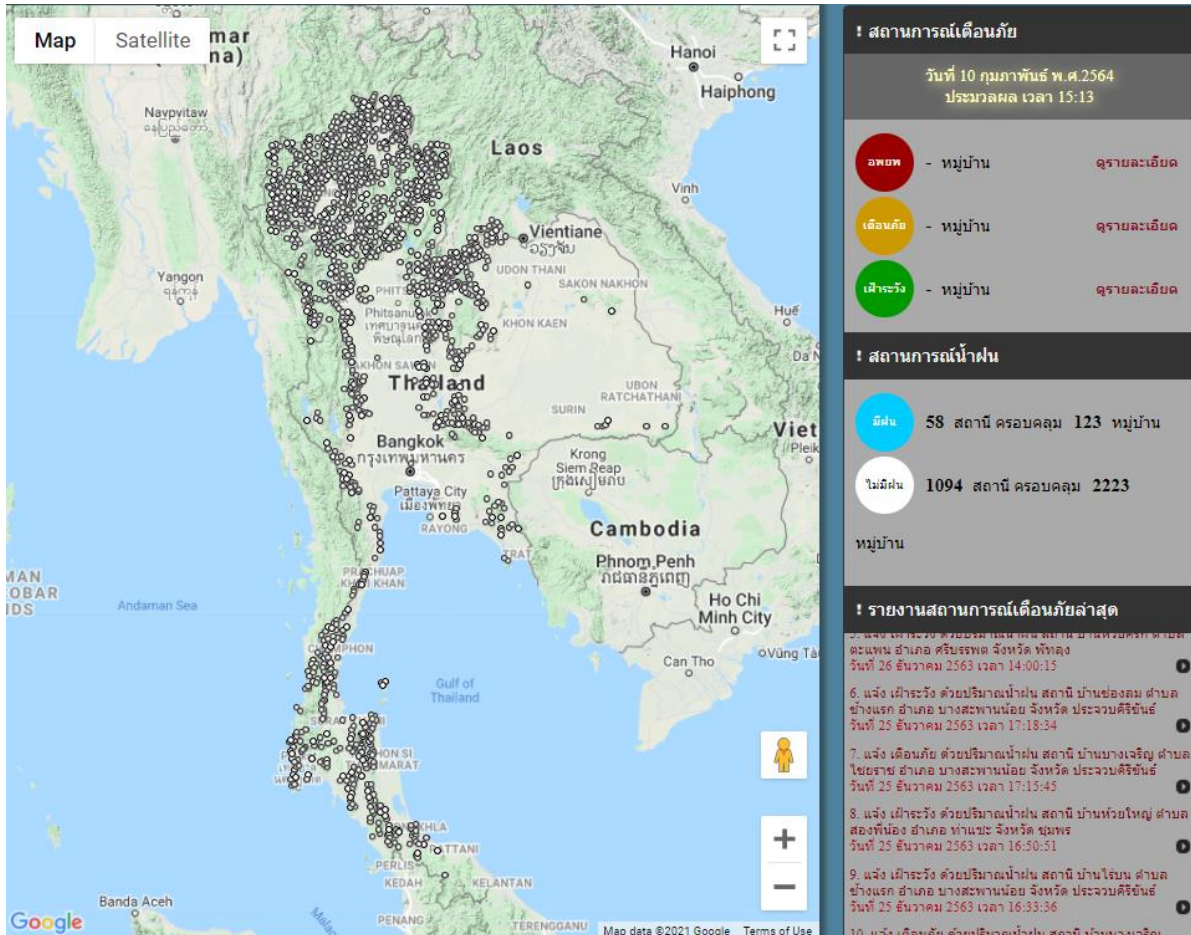 Map
Satellite
Hanoi
Haiphong
Naypyitaw
နေပြည်တော်
Laos
Vinh
Vientiane
ວຽງຈັນ
UDON THANI
SAKON NAKHON
Yangon
ရန်ကုန်
Phitsanulok
KHON KAEN
Huế
Thailand
UBON
RATCHATHANI
SURIN
Bangkok
กรุงเทพมหานคร
Krong
Siem Reap
ក្រុងសៀមរាប
Pattaya City
เมืองพัทยา
RAYONG
TRAT
Cambodia
Phnom Penh
រាជធានីភ្នំពេញ
PRACHUAP
KHIRI KHAN
Andaman Sea
Ho Chi
Minh City
Can Tho
Gulf of
Thailand
PERLIS
KEDAH
KELANTAN
Banda Aceh
PENANG
TERENGGANU
Google
Map data ©2021 Google
Terms of Use
! สถานการณ์เตือนภัย
วันที่ 10 กุมภาพันธ์ พ.ศ.2564
ประมวลผล เวลา 15:13
อพยพ - หมู่บ้าน ดูรายละเอียด
เตือนภัย - หมู่บ้าน ดูรายละเอียด
เฝ้าระวัง - หมู่บ้าน ดูรายละเอียด
! สถานการณ์น้ำฝน
มีฝน 58 สถานี ครอบคลุม 123 หมู่บ้าน
ไม่มีฝน 1094 สถานี ครอบคลุม 2223
หมู่บ้าน
! รายงานสถานการณ์เตือนภัยล่าสุด
ตะแพน อำเภอ ศรีบรรพต จังหวัด พัทลุง
วันที่ 26 ธันวาคม 2563 เวลา 14:00:15
6. แจ้ง เฝ้าระวัง ด้วยปริมาณน้ำฝน สถานี บ้านช่องลม ตำบล
ช้างแรก อำเภอ บางสะพานน้อย จังหวัด ประจวบคีรีขันธ์
วันที่ 25 ธันวาคม 2563 เวลา 17:18:34
7. แจ้ง เตือนภัย ด้วยปริมาณน้ำฝน สถานี บ้านบางเจริญ ตำบล
ไชยราช อำเภอ บางสะพานน้อย จังหวัด ประจวบคีรีขันธ์
วันที่ 25 ธันวาคม 2563 เวลา 17:15:45
8. แจ้ง เฝ้าระวัง ด้วยปริมาณน้ำฝน สถานี บ้านห้วยใหญ่ ตำบล
สองพี่น้อง อำเภอ ท่าแซะ จังหวัด ชุมพร
วันที่ 25 ธันวาคม 2563 เวลา 16:50:51
9. แจ้ง เฝ้าระวัง ด้วยปริมาณน้ำฝน สถานี บ้านไร่บน ตำบล
ช้างแรก อำเภอ บางสะพานน้อย จังหวัด ประจวบคีรีขันธ์
วันที่ 25 ธันวาคม 2563 เวลา 16:33:36